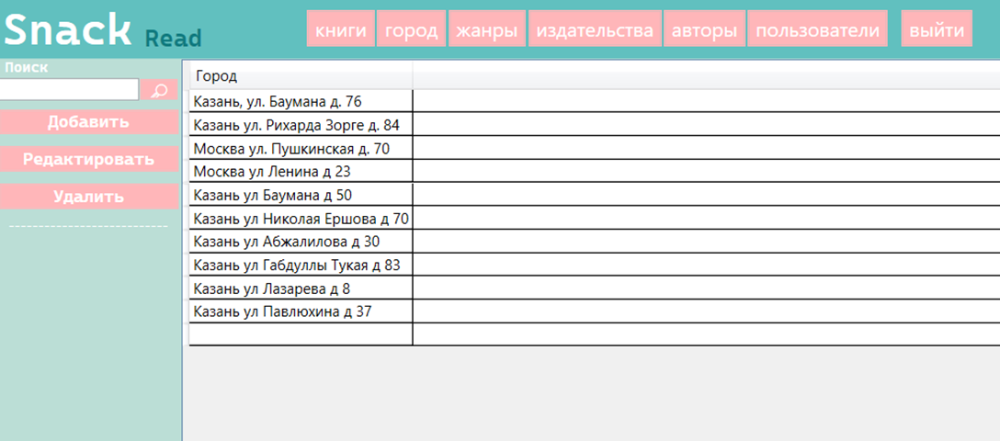 Snack Read
книги город жанры издательства авторы пользователи выйти
Поиск
Добавить
Редактировать
Удалить
---------------------------
Город
Казань, ул. Баумана д. 76
Казань ул. Рихарда Зорге д. 84
Москва ул. Пушкинская д. 70
Москва ул Ленина д 23
Казань ул Баумана д 50
Казань ул Николая Ершова д 70
Казань ул Абжалилова д 30
Казань ул Габдуллы Тукая д 83
Казань ул Лазарева д 8
Казань ул Павлюхина д 37